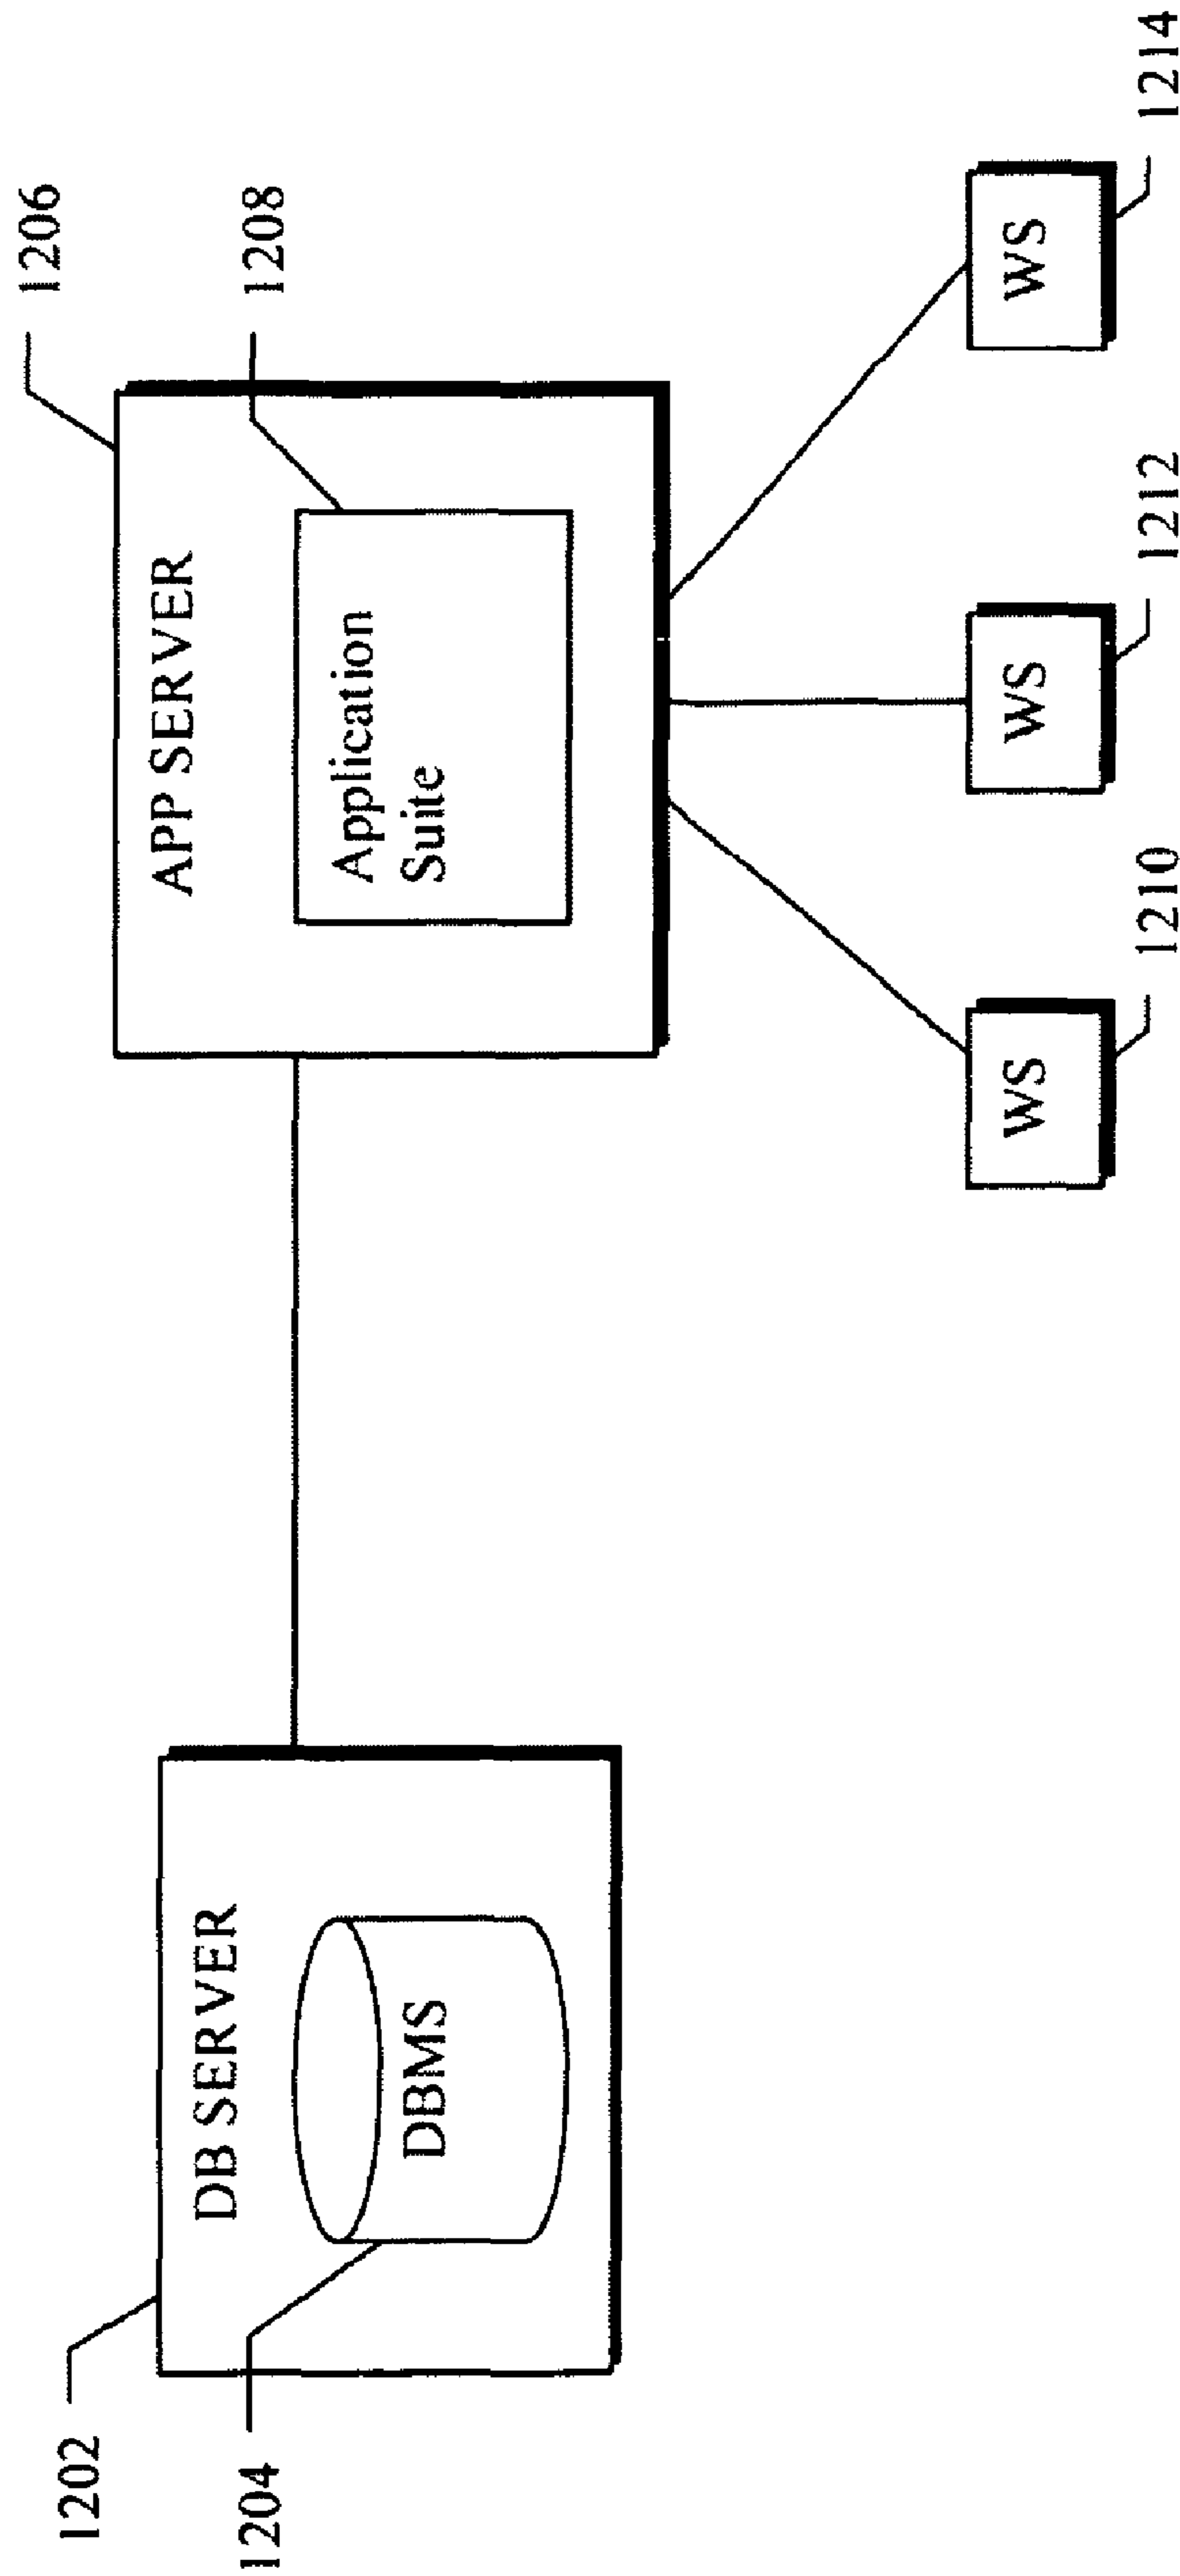 1202
1204
DB SERVER
DBMS
1206
1208
APP SERVER
Application
Suite
WS
1210
WS
1212
WS
1214